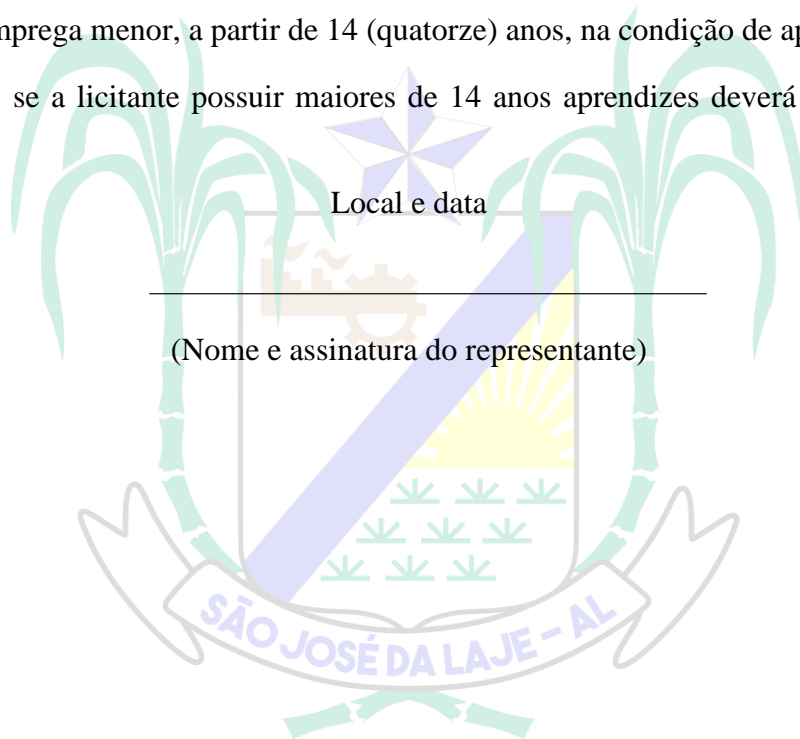 mprega menor, a partir de 14 (quatorze) anos, na condição de ap
se a licitante possuir maiores de 14 anos aprendizes deverá
Local e data
(Nome e assinatura do representante)
SÃO JOSÉ DA LAJE - AL